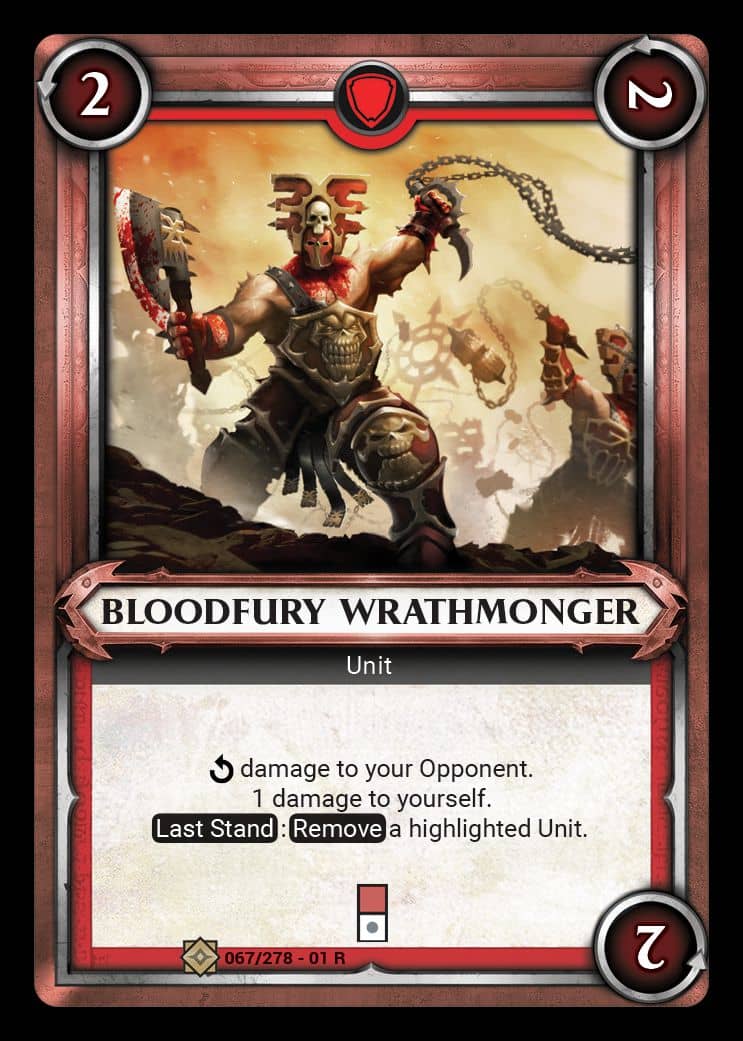 2
2
BLOODFURY WRATHMONGER
Unit
damage to your Opponent.
1 damage to yourself.
Last Stand : Remove a highlighted Unit.
067/278 - 01 R
2